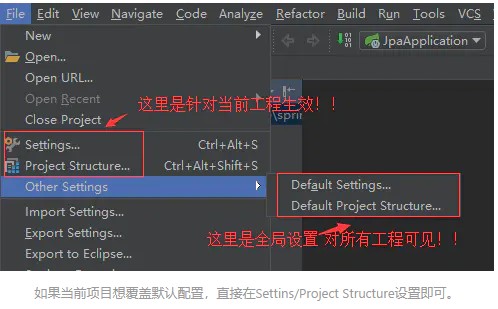 File Edit View Navigate Code Analyze Refactor Build Run Tools VCS
New
Open...
JpaApplication
Open URL...
Open Recent
这里是针对当前工程生效！！
Close Project
\sprin
Settings... Ctrl+Alt+S
Project Structure... Ctrl+Alt+Shift+S
Other Settings
Default Settings...
Default Project Structure...
Import Settings...
Export Settings...
这里是全局设置 对所有工程可见！！
Export to Eclipse...
如果当前项目想覆盖默认配置，直接在Settins/Project Structure设置即可。